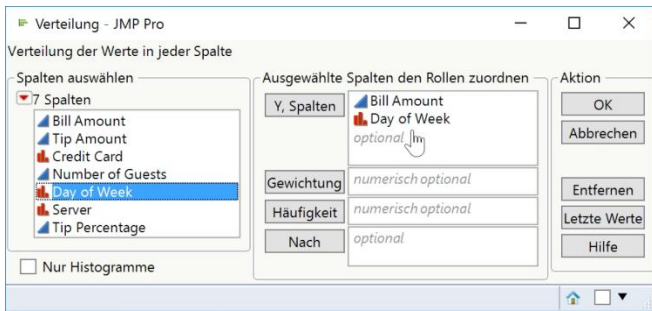 Verteilung - JMP Pro
Verteilung der Werte in jeder Spalte
Spalten auswählen
7 Spalten
Bill Amount
Tip Amount
Credit Card
Number of Guests
Day of Week
Server
Tip Percentage
Nur Histogramme
Ausgewählte Spalten den Rollen zuordnen
Y, Spalten
Bill Amount
Day of Week
optional
Gewichtung
numerisch optional
Häufigkeit
numerisch optional
Nach
optional
Aktion
OK
Abbrechen
Entfernen
Letzte Werte
Hilfe